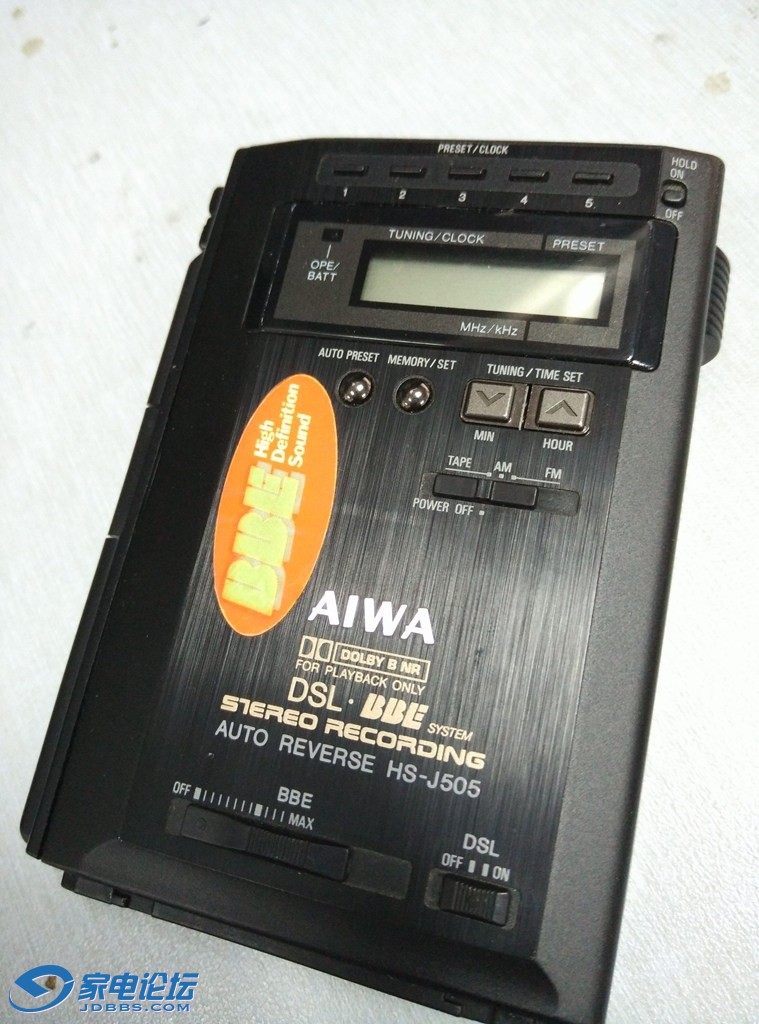 PRESET/CLOCK
HOLD
ON
OFF
1 2 3 4 5
TUNING/CLOCK PRESET
OPE/
BATT
MHz/kHz
AUTO PRESET MEMORY/SET TUNING / TIME SET
MIN HOUR
TAPE AM FM
POWER OFF
BBE High
Definition
Sound
AIWA
DOLBY B NR
FOR PLAYBACK ONLY
DSL · BBE SYSTEM
STEREO RECORDING
AUTO REVERSE HS-J505
BBE
OFF MAX
DSL
OFF ON
家电论坛
JDBBS.COM